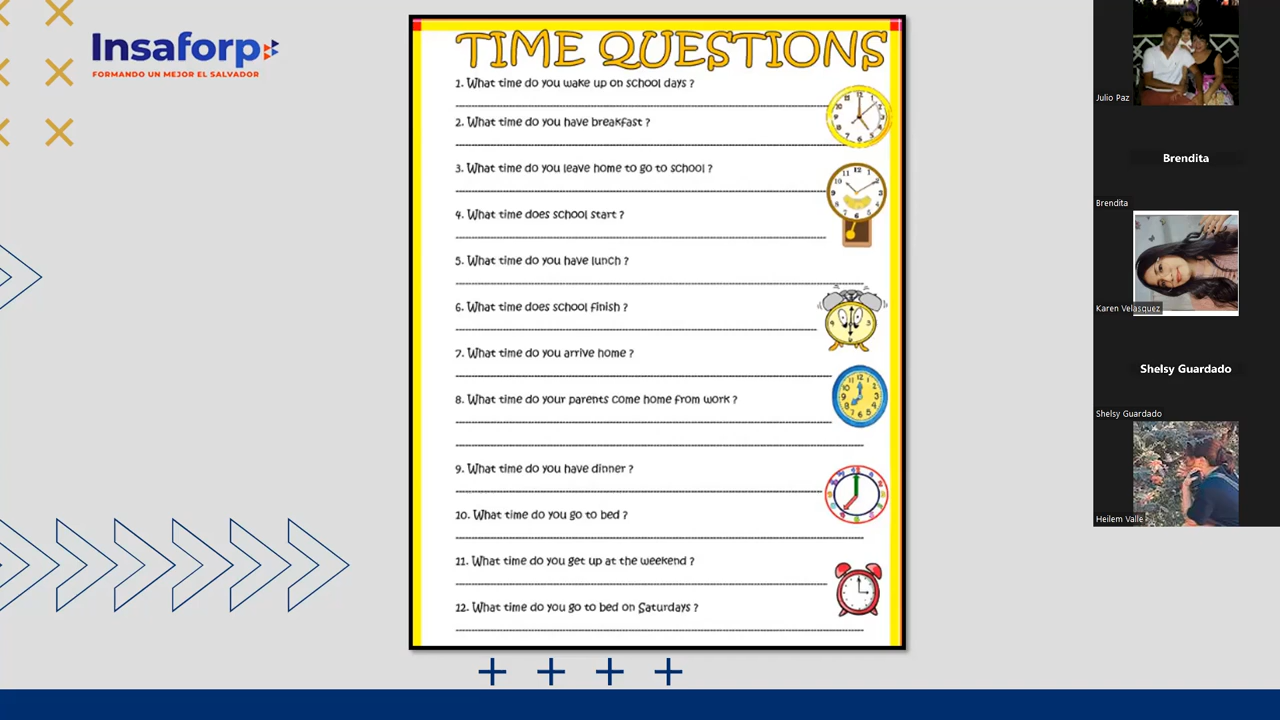 Insaforp
FORMANDO UN MEJOR EL SALVADOR
TIME QUESTIONS
1. What time do you wake up on school days ?
2. What time do you have breakfast ?
3. What time do you leave home to go to school ?
4. What time does school start ?
5. What time do you have lunch ?
6. What time does school finish ?
7. What time do you arrive home ?
8. What time do your parents come home from work ?
9. What time do you have dinner ?
10. What time do you go to bed ?
11. What time do you get up at the weekend ?
12. What time do you go to bed on Saturdays ?
Julio Paz
Brendita
Brendita
Karen Velasquez
Shelsy Guardado
Shelsy Guardado
Heilem Valle